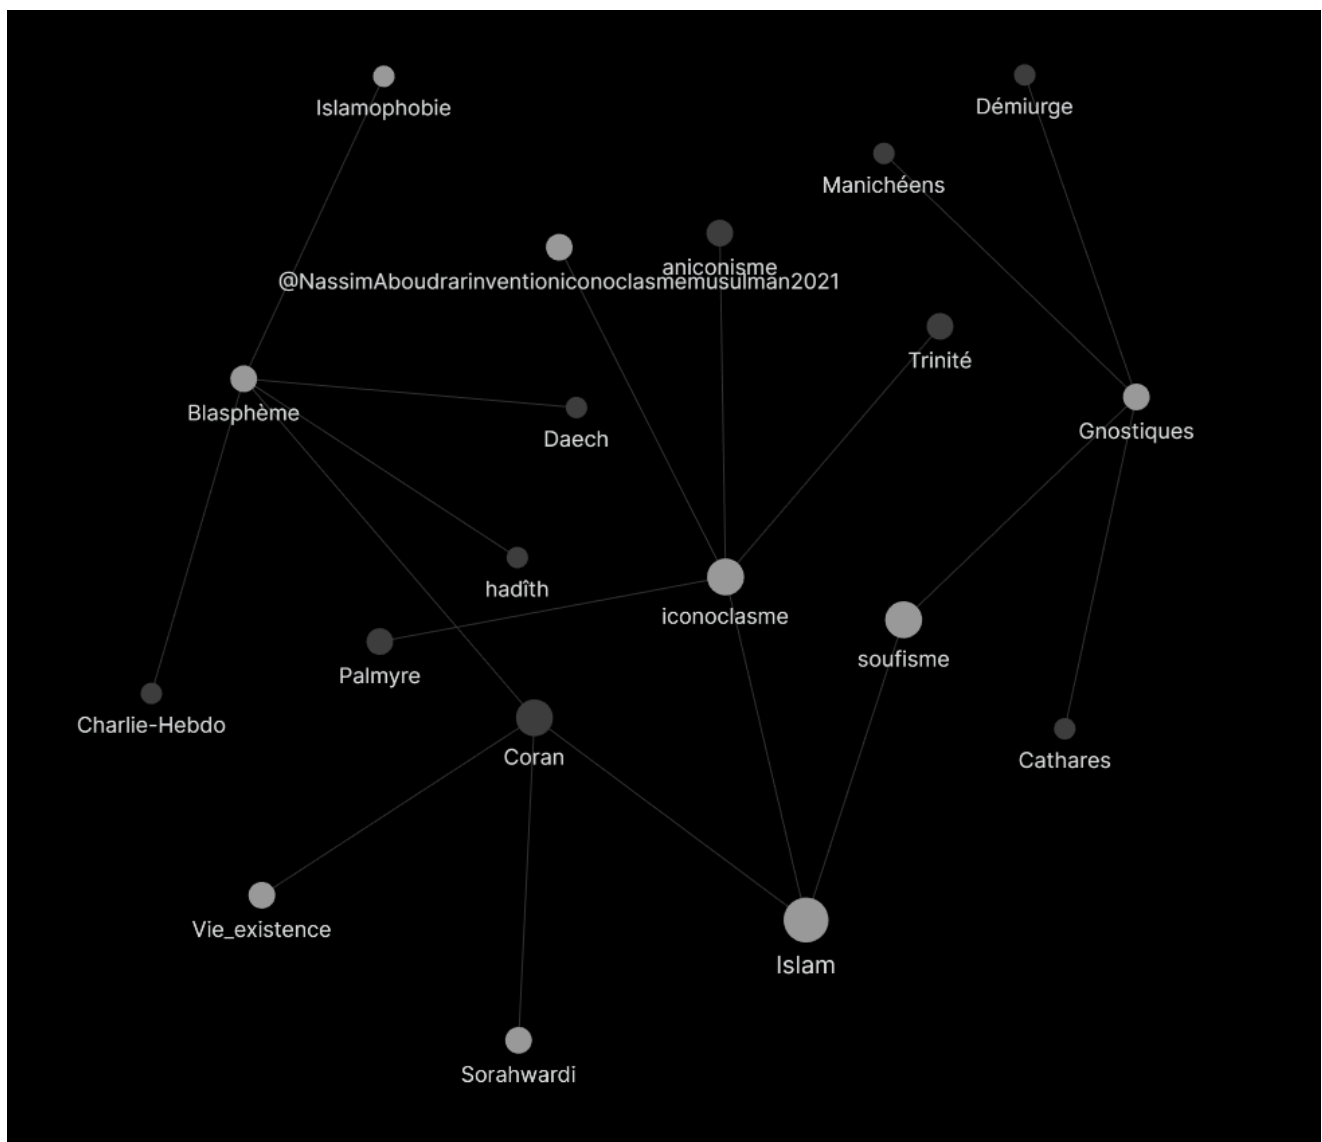 Islamophobie
Démiurge
Manichéens
aniconisme
@NassimAboudrarinventioniconoclasmemusulman2021
Trinité
Blasphème
Gnostiques
Daech
hadîth
iconoclasme
soufisme
Palmyre
Charlie-Hebdo
Coran
Cathares
Vie_existence
Islam
Sorahwardi